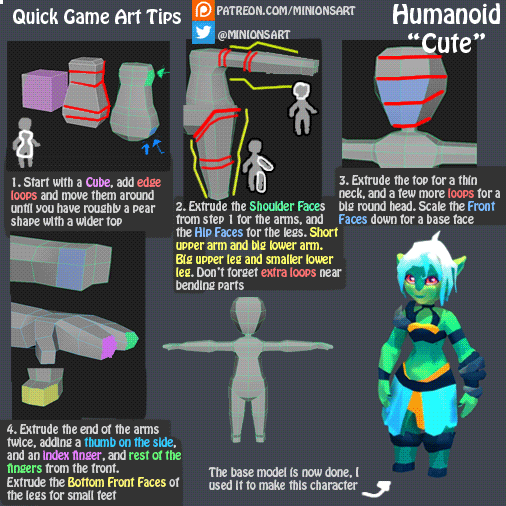 Quick Game Art Tips
PATREON.COM/MINIONSART
@MINIONSART
Humanoid
"Cute"
1. Start with a Cube, add edge
loops and move them around
until you have roughly a pear
shape with a wider top
2. Extrude the Shoulder Faces
from step 1 for the arms, and
the Hip Faces for the legs. Short
upper arm and big lower arm.
Big upper leg and smaller lower
leg. Don't forget extra loops near
bending parts
3. Extrude the top for a thin
neck, and a few more loops for a
big round head. Scale the Front
Faces down for a base face
4. Extrude the end of the arms
twice, adding a thumb on the side,
and an index finger, and rest of the
fingers from the front.
Extrude the Bottom Front Faces of
the legs for small feet
The base model is now done, I
used it to make this character